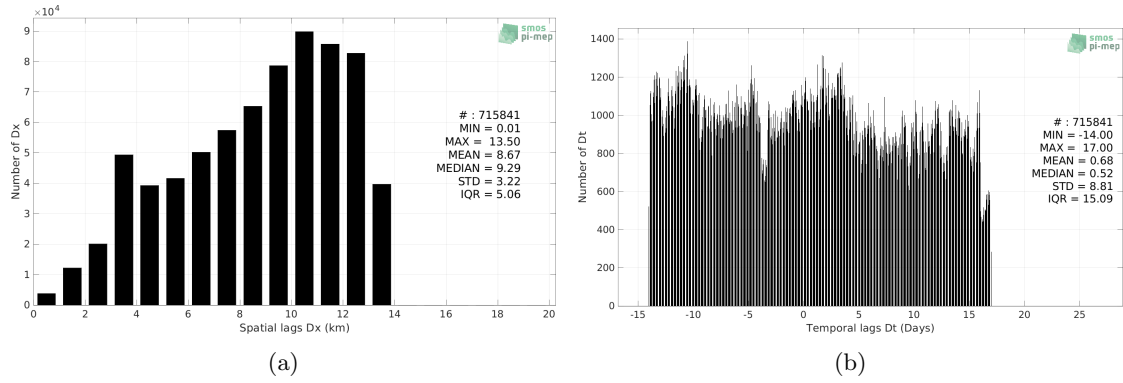 ×10⁴
9
8
7
6
5
4
3
2
1
0
Number of Dx
0 2 4 6 8 10 12 14 16 18 20
Spatial lags Dx (km)
smos
pi-mep
# : 715841
MIN = 0.01
MAX = 13.50
MEAN = 8.67
MEDIAN = 9.29
STD = 3.22
IQR = 5.06
(a)
1400
1200
1000
800
600
400
200
0
Number of Dt
-15 -10 -5 0 5 10 15 20 25
Temporal lags Dt (Days)
smos
pi-mep
# : 715841
MIN = -14.00
MAX = 17.00
MEAN = 0.68
MEDIAN = 0.52
STD = 8.81
IQR = 15.09
(b)